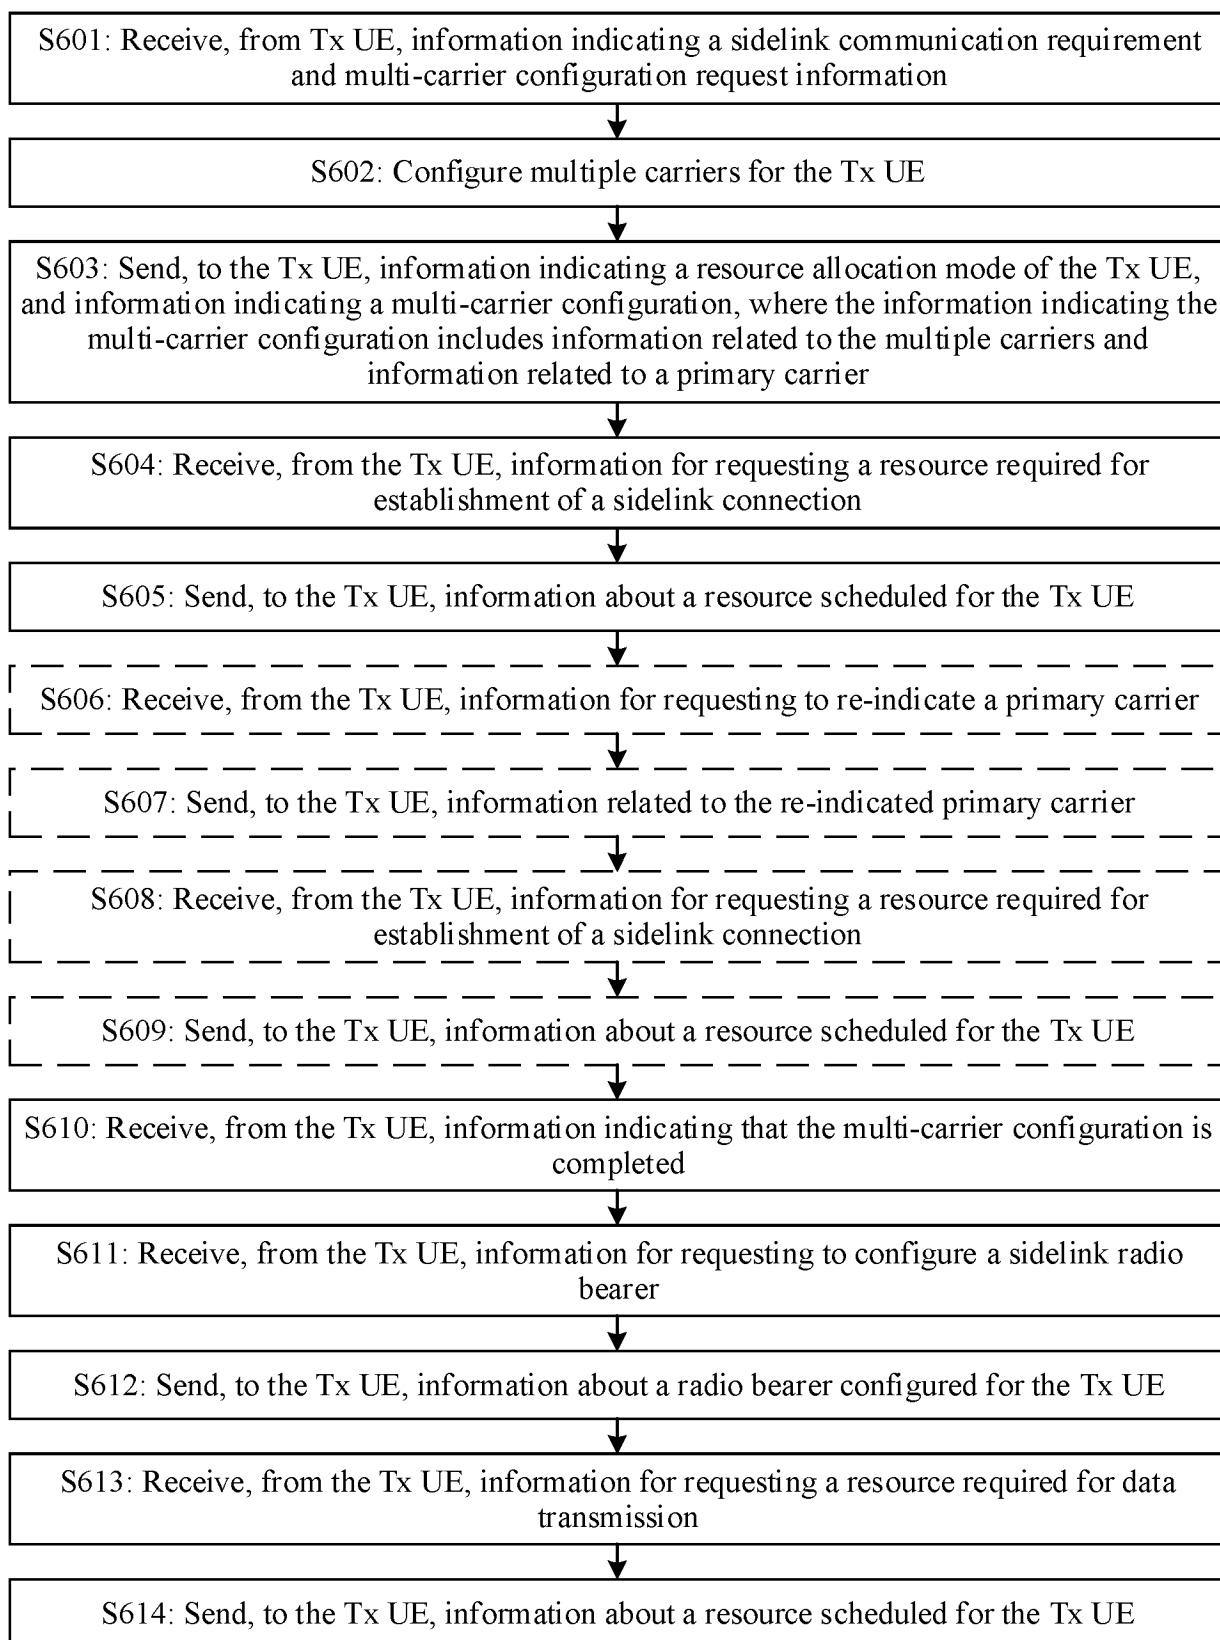 S601: Receive, from Tx UE, information indicating a sidelink communication requirement
and multi-carrier configuration request information
S602: Configure multiple carriers for the Tx UE
S603: Send, to the Tx UE, information indicating a resource allocation mode of the Tx UE,
and information indicating a multi-carrier configuration, where the information indicating the
multi-carrier configuration includes information related to the multiple carriers and
information related to a primary carrier
S604: Receive, from the Tx UE, information for requesting a resource required for
establishment of a sidelink connection
S605: Send, to the Tx UE, information about a resource scheduled for the Tx UE
S606: Receive, from the Tx UE, information for requesting to re-indicate a primary carrier
S607: Send, to the Tx UE, information related to the re-indicated primary carrier
S608: Receive, from the Tx UE, information for requesting a resource required for
establishment of a sidelink connection
S609: Send, to the Tx UE, information about a resource scheduled for the Tx UE
S610: Receive, from the Tx UE, information indicating that the multi-carrier configuration is
completed
S611: Receive, from the Tx UE, information for requesting to configure a sidelink radio
bearer
S612: Send, to the Tx UE, information about a radio bearer configured for the Tx UE
S613: Receive, from the Tx UE, information for requesting a resource required for data
transmission
S614: Send, to the Tx UE, information about a resource scheduled for the Tx UE